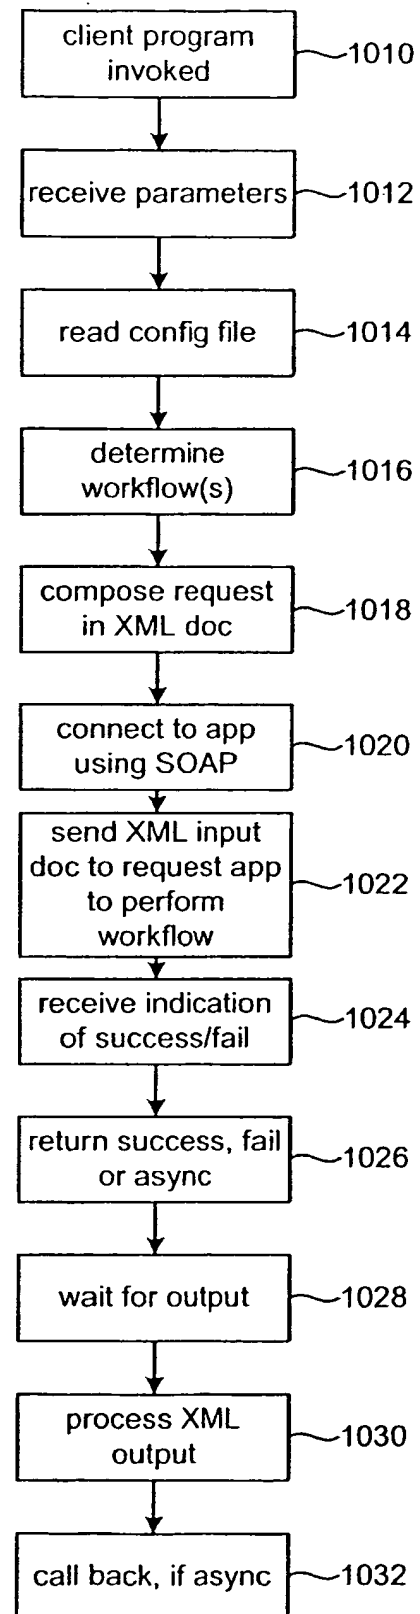 client program
invoked
1010
receive parameters
1012
read config file
1014
determine
workflow(s)
1016
compose request
in XML doc
1018
connect to app
using SOAP
1020
send XML input
doc to request app
to perform
workflow
1022
receive indication
of success/fail
1024
return success, fail
or async
1026
wait for output
1028
process XML
output
1030
call back, if async
1032